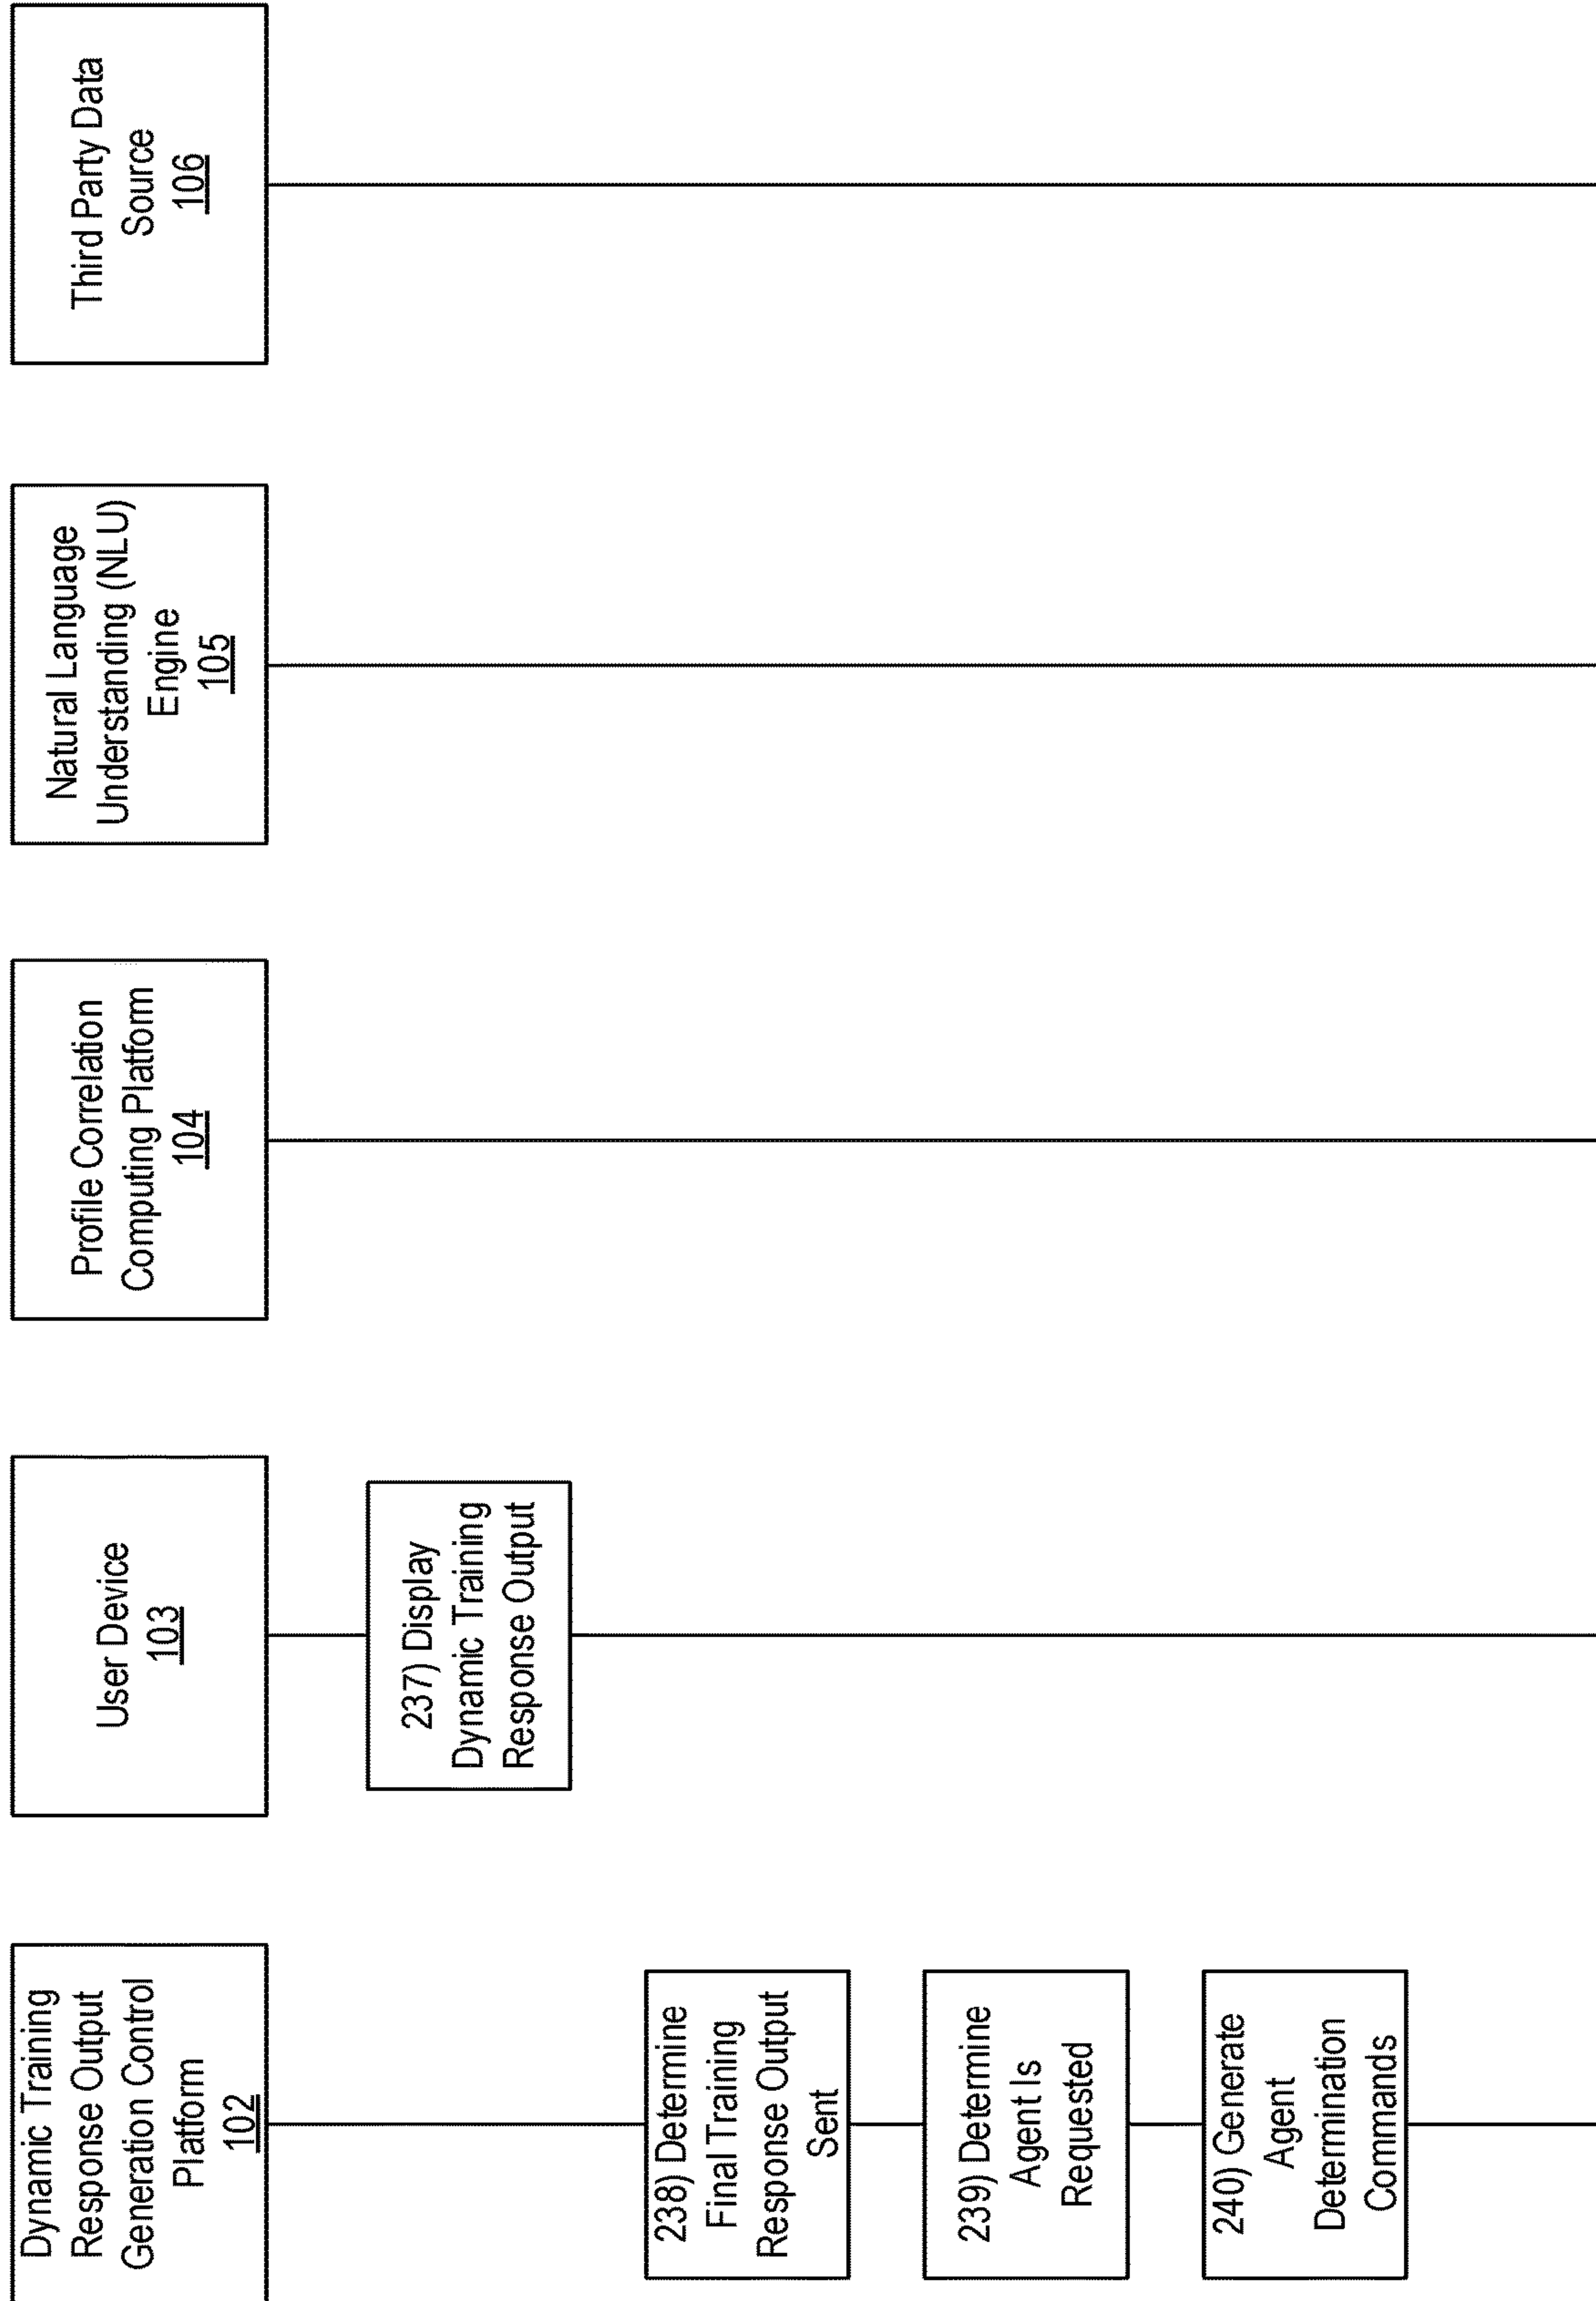 Dynamic Training
Response Output
Generation Control
Platform
102
User Device
103
Profile Correlation
Computing Platform
104
Natural Language
Understanding (NLU)
Engine
105
Third Party Data
Source
106
237) Display
Dynamic Training
Response Output
238) Determine
Final Training
Response Output
Sent
239) Determine
Agent Is
Requested
240) Generate
Agent
Determination
Commands